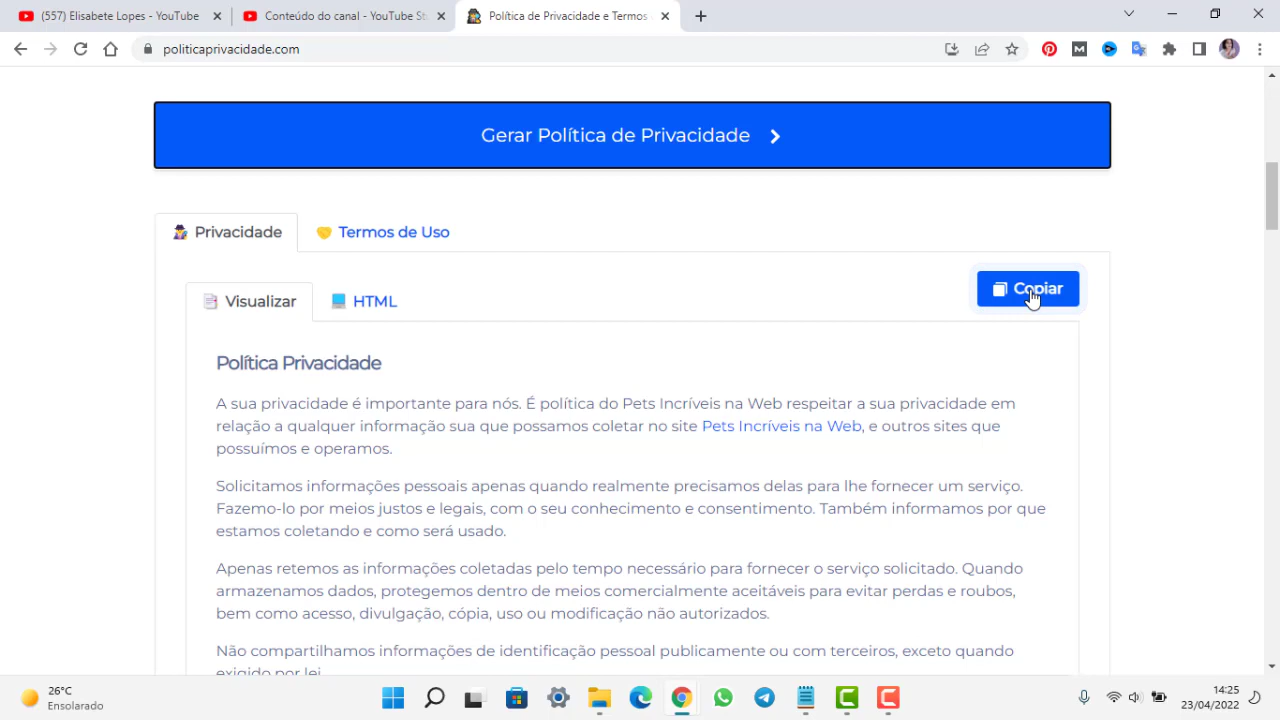 (557) Elisabete Lopes - YouTube
Conteúdo do canal - YouTube St
Política de Privacidade e Termos
politicaprivacidade.com
Gerar Política de Privacidade
Privacidade
Termos de Uso
Visualizar
HTML
Copiar
Política Privacidade
A sua privacidade é importante para nós. É política do Pets Incríveis na Web respeitar a sua privacidade em
relação a qualquer informação sua que possamos coletar no site Pets Incríveis na Web, e outros sites que
possuímos e operamos.
Solicitamos informações pessoais apenas quando realmente precisamos delas para lhe fornecer um serviço.
Fazemo-lo por meios justos e legais, com o seu conhecimento e consentimento. Também informamos por que
estamos coletando e como será usado.
Apenas retemos as informações coletadas pelo tempo necessário para fornecer o serviço solicitado. Quando
armazenamos dados, protegemos dentro de meios comercialmente aceitáveis para evitar perdas e roubos,
bem como acesso, divulgação, cópia, uso ou modificação não autorizados.
Não compartilhamos informações de identificação pessoal publicamente ou com terceiros, exceto quando
exigido por lei.
26°C
Ensolarado
14:25
23/04/2022